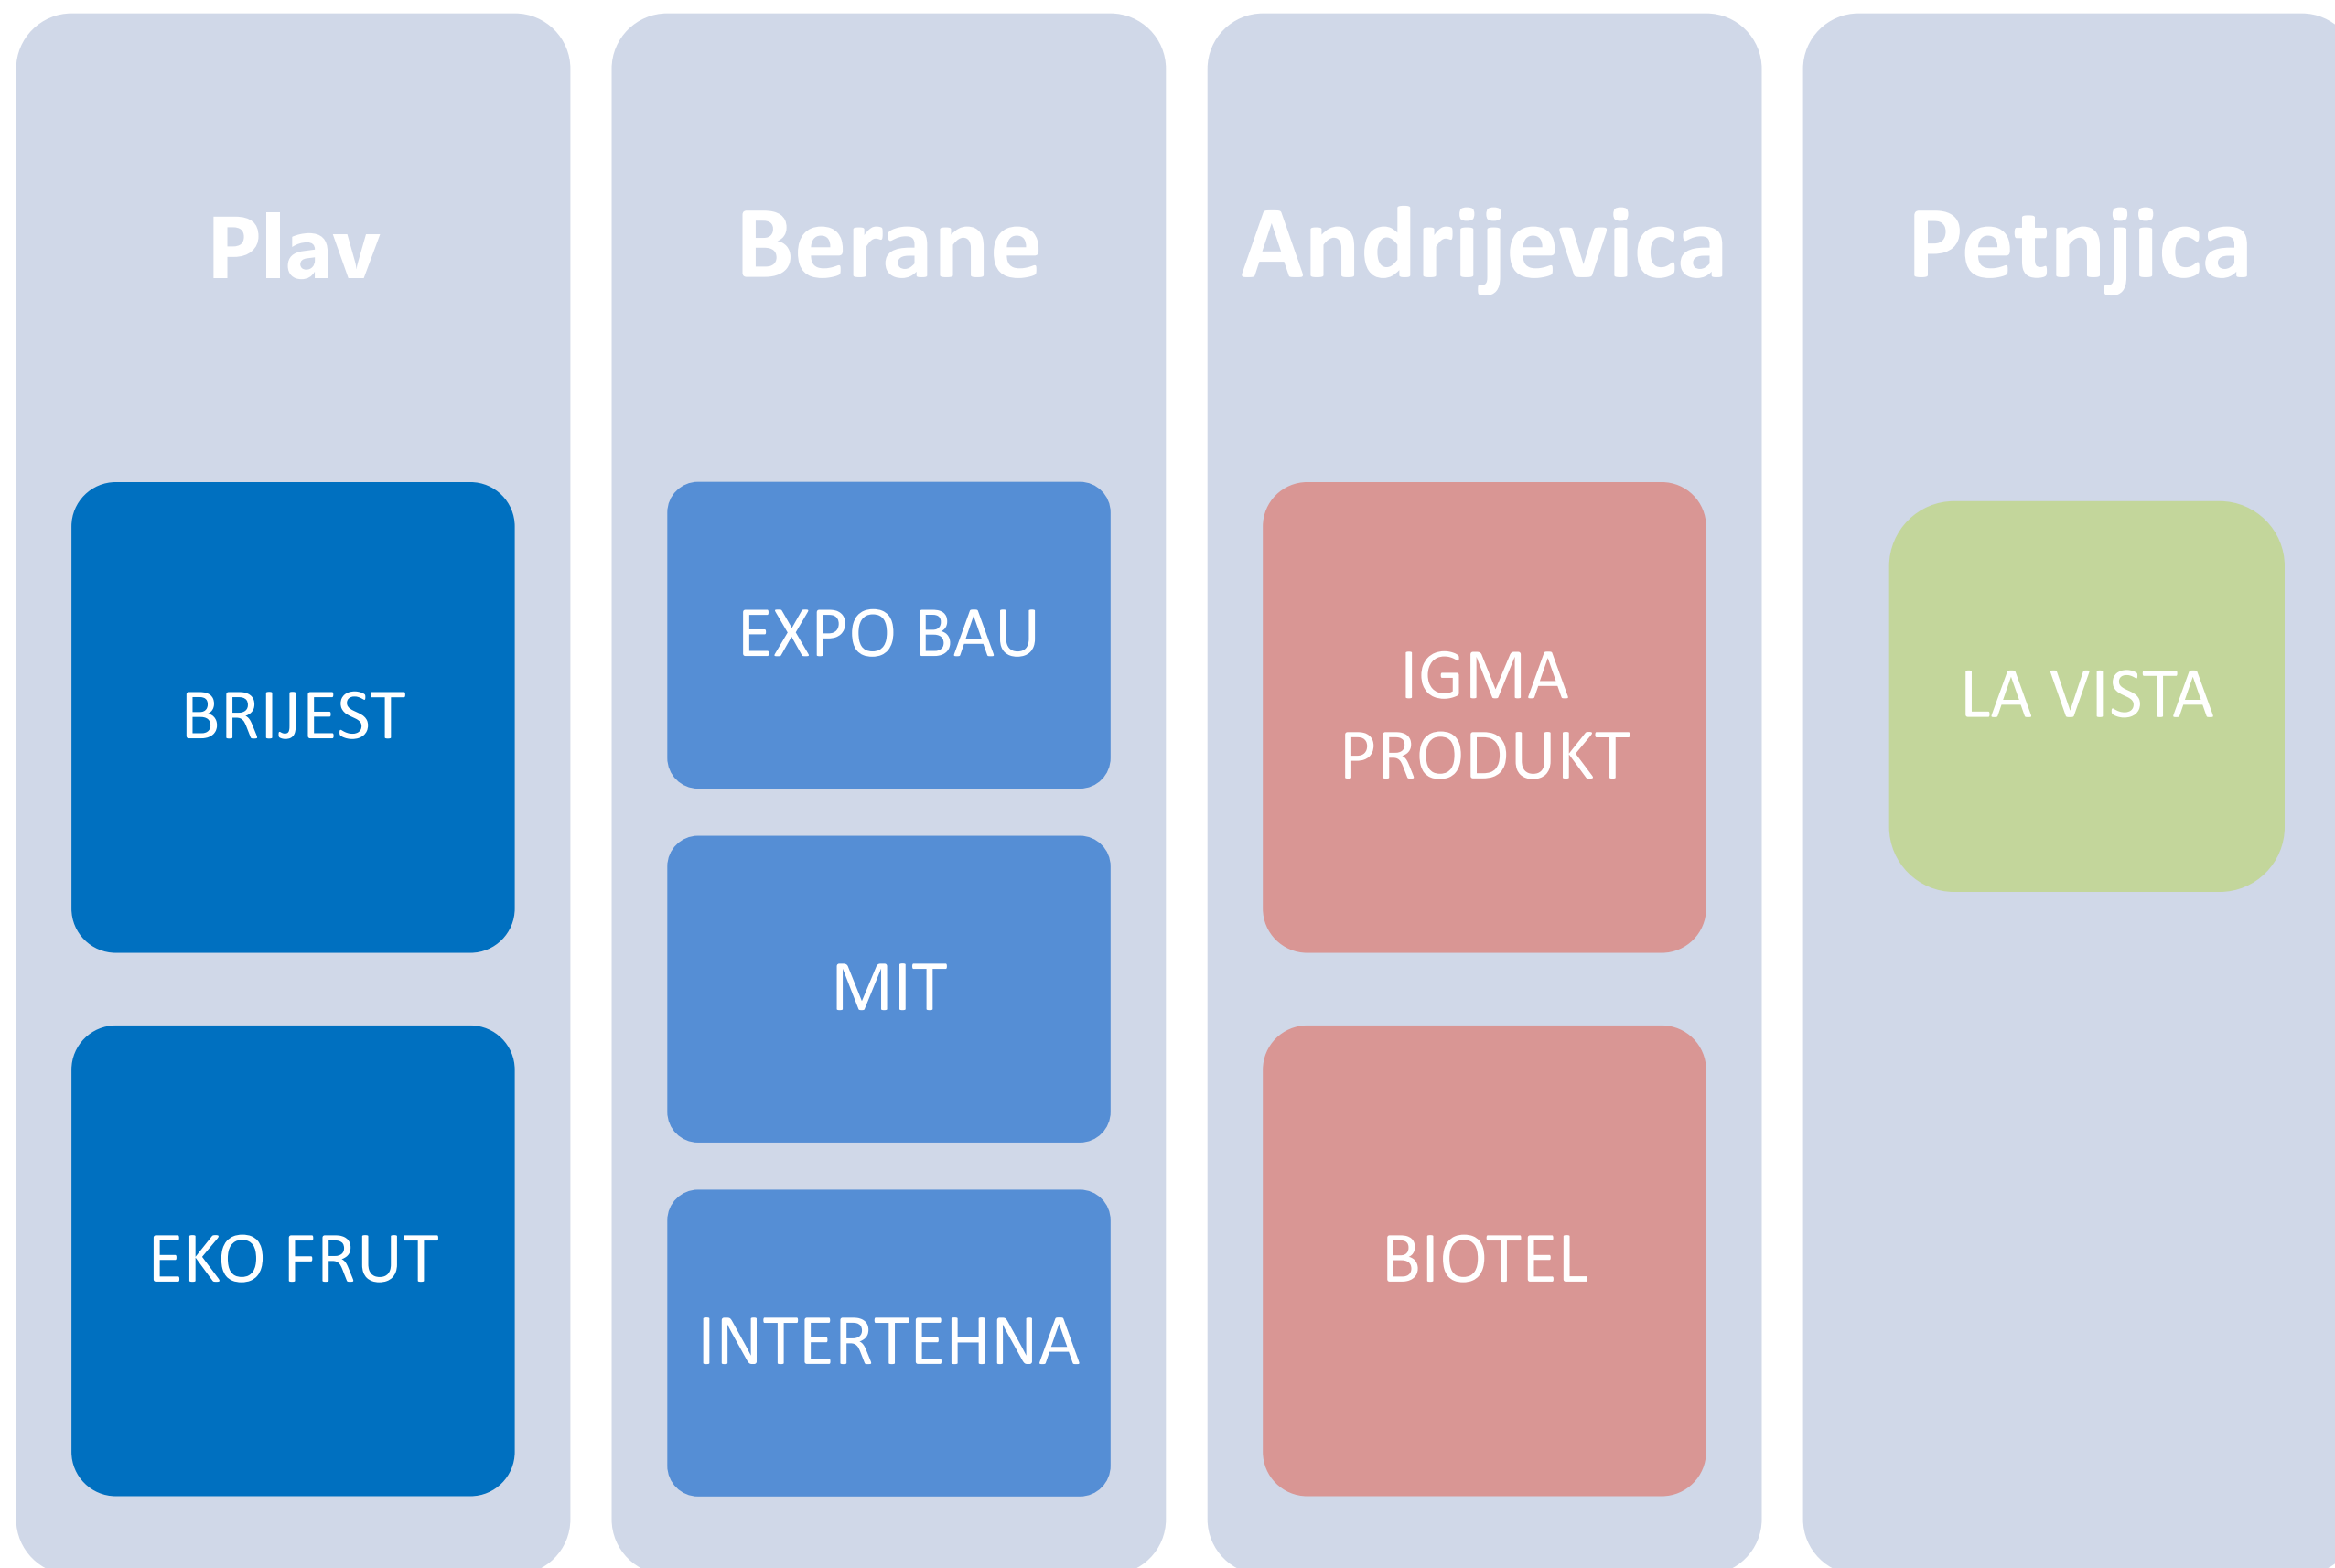 Plav
BRIJEST
EKO FRUT
Berane
EXPO BAU
MIT
INTERTEHNA
Andrijevica
IGMA
PRODUKT
BIOTEL
Petnjica
LA VISTA